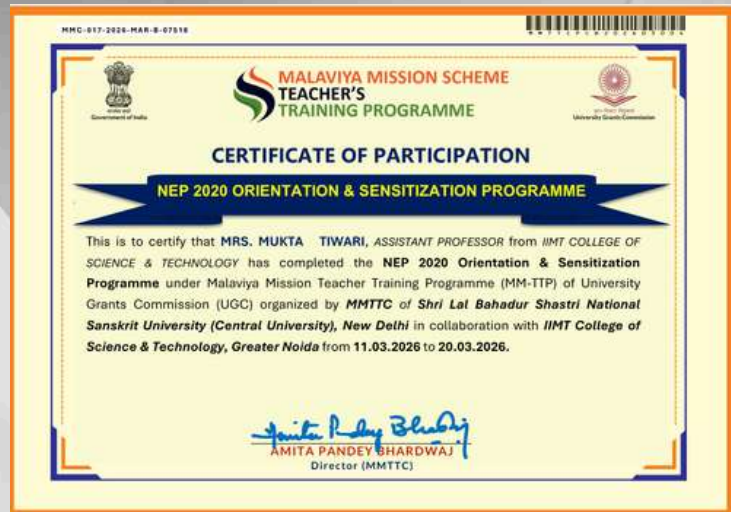 MMC-017-2026-MAR-B-07518
Government of India
MALAVIYA MISSION SCHEME
TEACHER'S
TRAINING PROGRAMME
University Grants Commission
CERTIFICATE OF PARTICIPATION
NEP 2020 ORIENTATION & SENSITIZATION PROGRAMME
This is to certify that MRS. MUKTA TIWARI, ASSISTANT PROFESSOR from IIMT COLLEGE OF
SCIENCE & TECHNOLOGY has completed the NEP 2020 Orientation & Sensitization
Programme under Malaviya Mission Teacher Training Programme (MM-TTP) of University
Grants Commission (UGC) organized by MMTTC of Shri Lal Bahadur Shastri National
Sanskrit University (Central University), New Delhi in collaboration with IIMT College of
Science & Technology, Greater Noida from 11.03.2026 to 20.03.2026.
Amita Pandey Bhardwaj
AMITA PANDEY BHARDWAJ
Director (MMTTC)